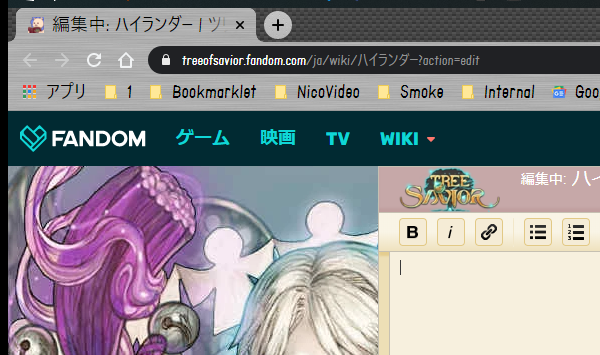 編集中: ハイランダー | ツリ
treeofsavior.fandom.com/ja/wiki/ハイランダー?action=edit
アプリ 1 Bookmarklet NicoVideo Smoke Internal Goo
FANDOM ゲーム 映画 TV WIKI
TREE SAVIOR 編集中: ハイ
B i